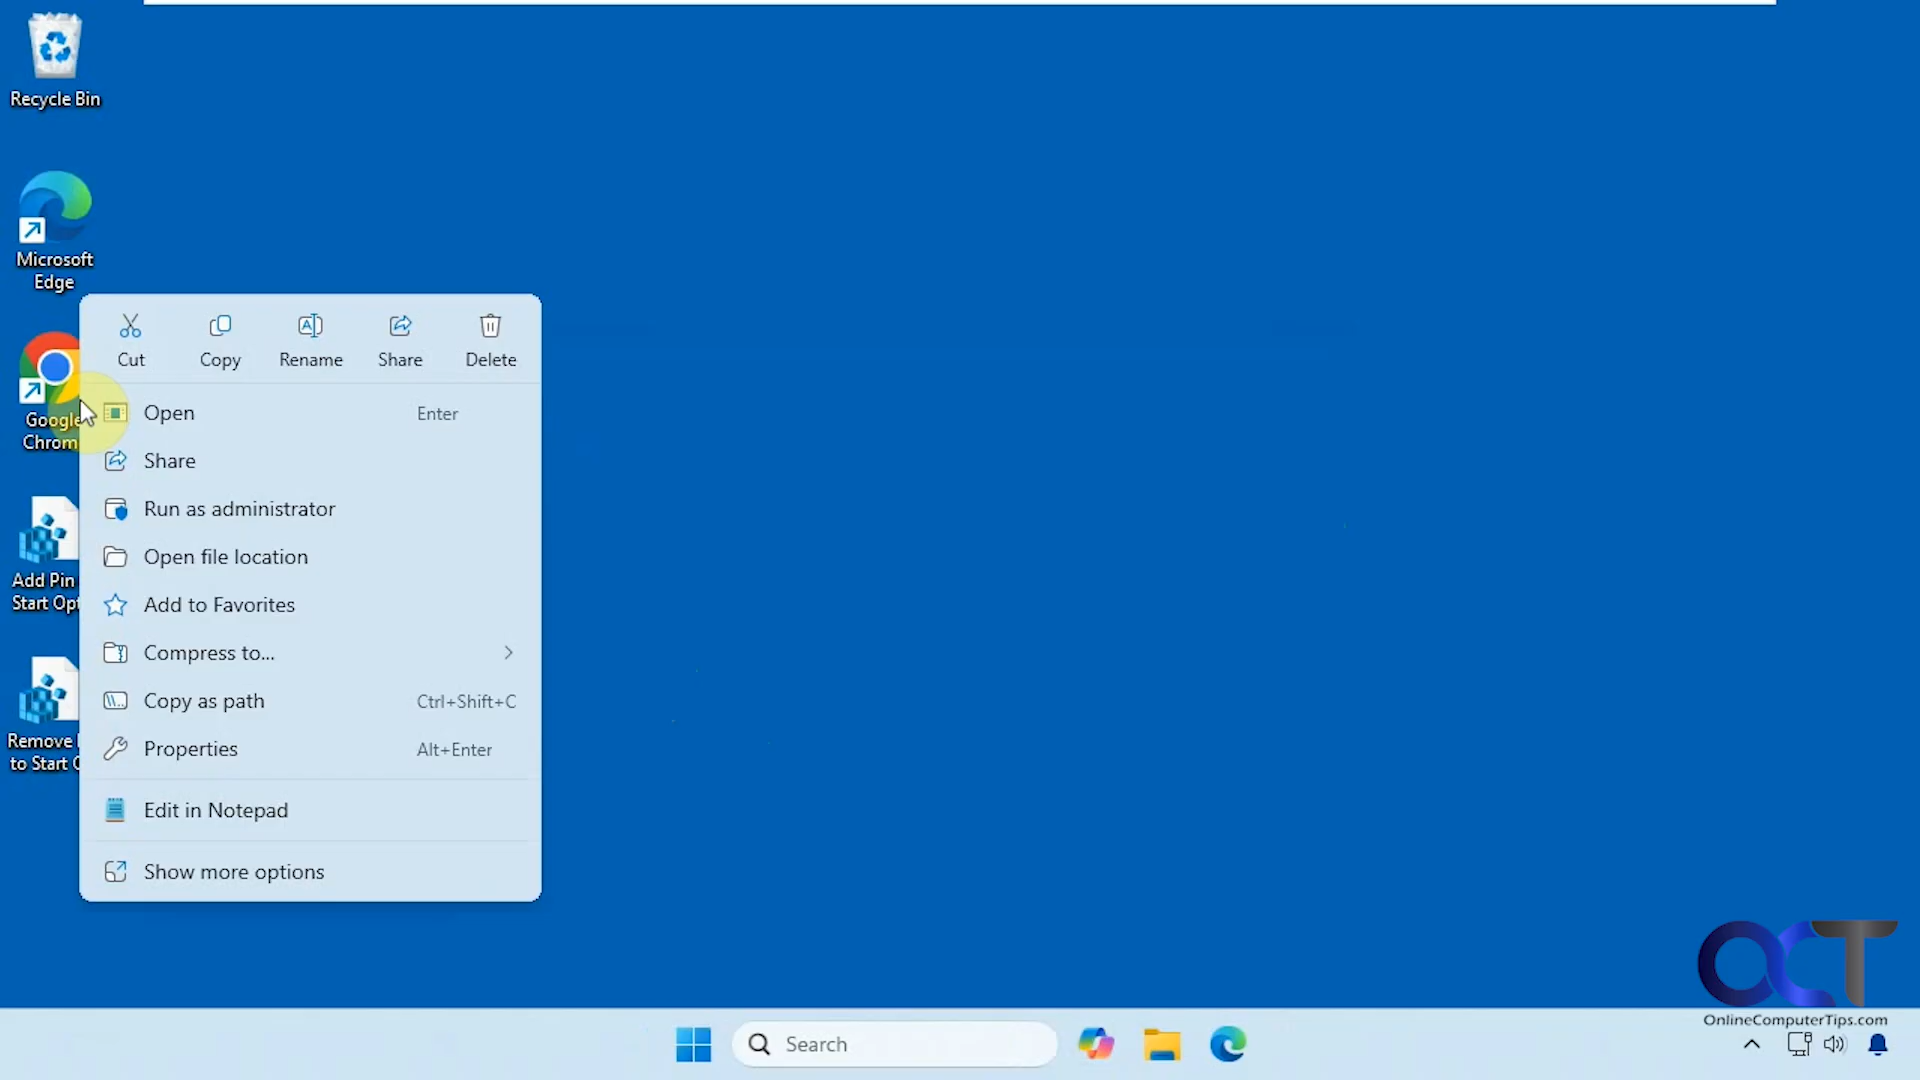 Recycle Bin
Microsoft
Edge
Google
Chrom
Add Pin
Start Opt
Remove
to Start
Cut
Copy
Rename
Share
Delete
Open
Enter
Share
Run as administrator
Open file location
Add to Favorites
Compress to...
Copy as path
Ctrl+Shift+C
Properties
Alt+Enter
Edit in Notepad
Show more options
OCT
OnlineComputerTips.com
Search